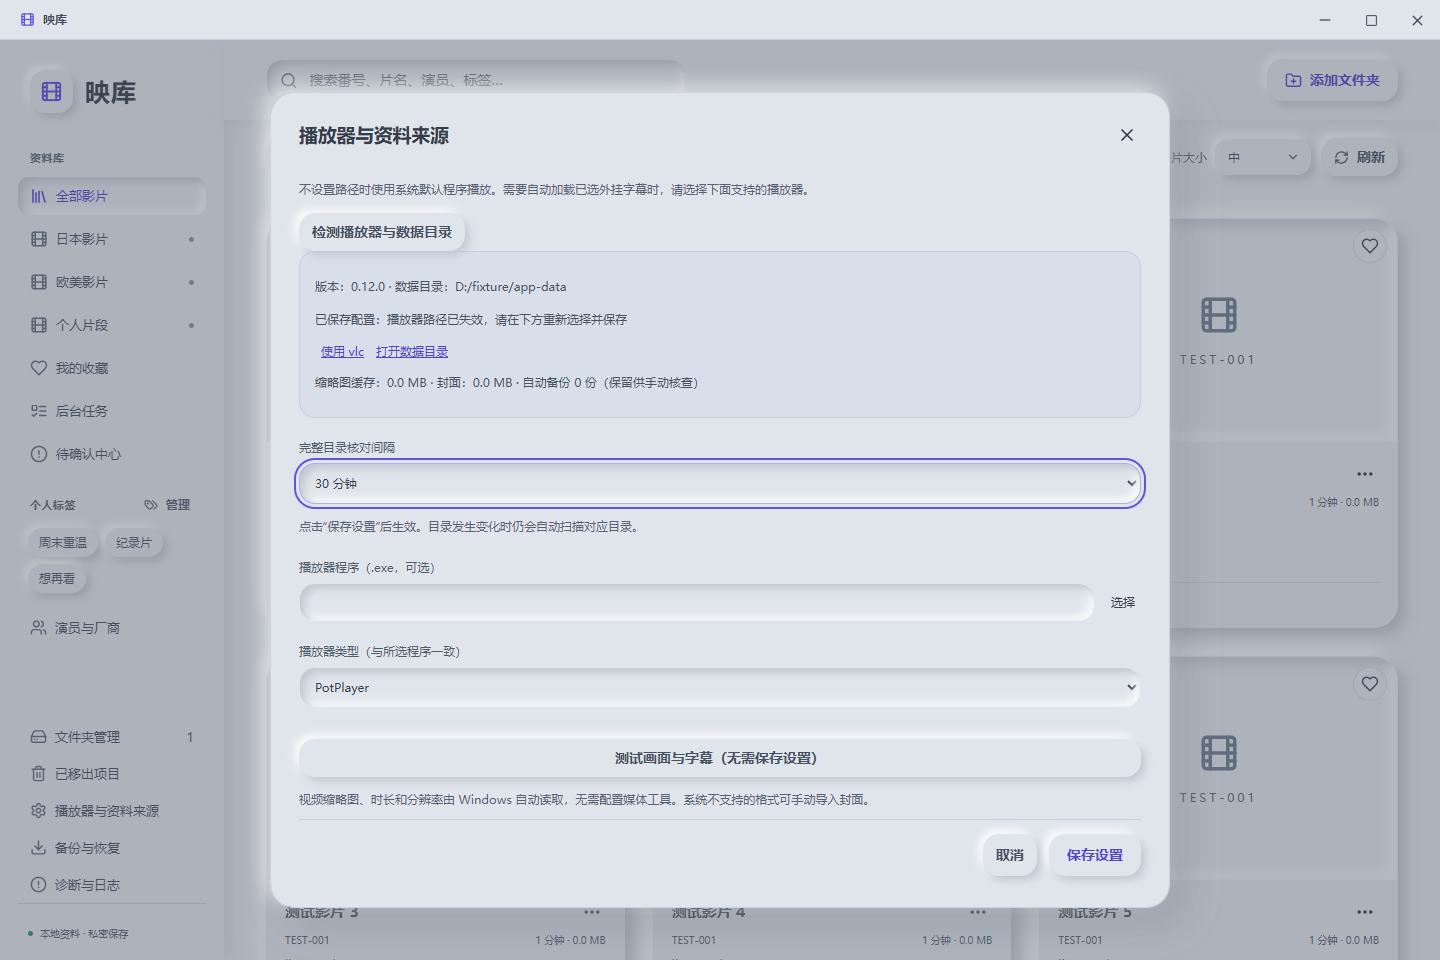 映库
映库
搜索番号、片名、演员、标签...
添加文件夹
资料库
全部影片
日本影片
欧美影片
个人片段
我的收藏
后台任务
待确认中心
个人标签
管理
周末重温
纪录片
想再看
演员与厂商
文件夹管理 1
已移出项目
播放器与资料来源
备份与恢复
诊断与日志
本地资料 · 私密保存
片大小
中
刷新
播放器与资料来源
不设置路径时使用系统默认程序播放。需要自动加载已选外挂字幕时，请选择下面支持的播放器。
检测播放器与数据目录
版本：0.12.0 · 数据目录：D:/fixture/app-data
已保存配置：播放器路径已失效，请在下方重新选择并保存
使用 vlc 打开数据目录
缩略图缓存：0.0 MB · 封面：0.0 MB · 自动备份 0 份（保留供手动核查）
完整目录核对间隔
30 分钟
点击“保存设置”后生效。目录发生变化时仍会自动扫描对应目录。
播放器程序（.exe，可选）
选择
播放器类型（与所选程序一致）
PotPlayer
测试画面与字幕（无需保存设置）
视频缩略图、时长和分辨率由 Windows 自动读取，无需配置媒体工具。系统不支持的格式可手动导入封面。
取消
保存设置
TEST-001
1 分钟 · 0.0 MB
TEST-001
测试影片 3
TEST-001
1 分钟 · 0.0 MB
测试影片 4
TEST-001
1 分钟 · 0.0 MB
测试影片 5
TEST-001
1 分钟 · 0.0 MB